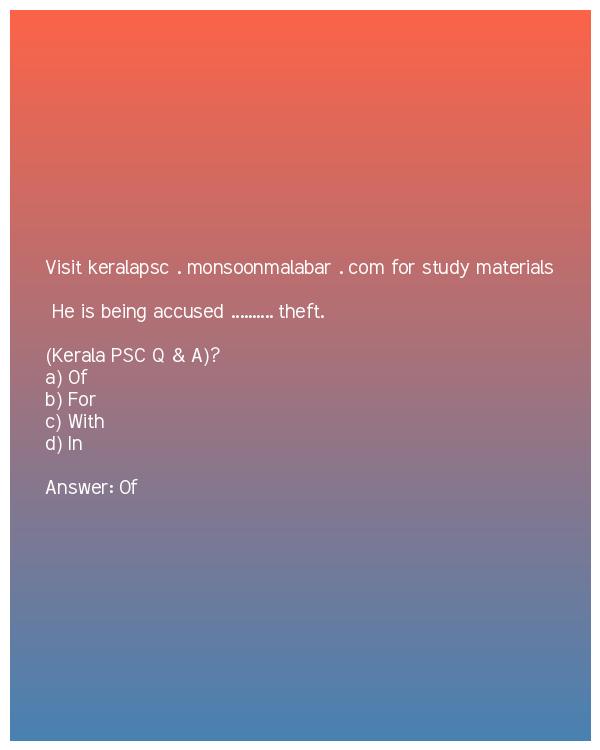 Visit keralapsc . monsoonmalabar . com for study materials
He is being accused .......... theft.
(Kerala PSC Q & A)?
a) Of
b) For
c) With
d) In
Answer: Of